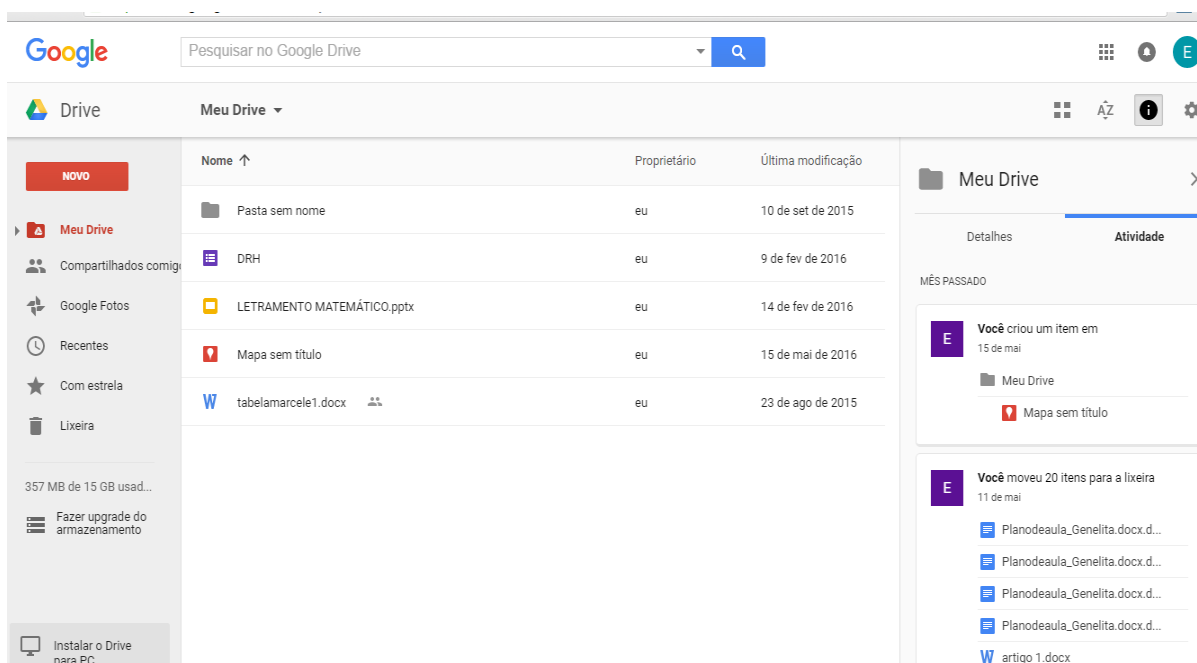 Google
Pesquisar no Google Drive
E
Drive
Meu Drive
AZ
NOVO
Meu Drive
Compartilhados comigo
Google Fotos
Recentes
Com estrela
Lixeira
357 MB de 15 GB usad...
Fazer upgrade do
armazenamento
Instalar o Drive
para PC
Nome Proprietário Última modificação
Pasta sem nome eu 10 de set de 2015
DRH eu 9 de fev de 2016
LETRAMENTO MATEMÁTICO.pptx eu 14 de fev de 2016
Mapa sem título eu 15 de mai de 2016
W tabelamarcele1.docx eu 23 de ago de 2015
Meu Drive
Detalhes Atividade
MÊS PASSADO
E
Você criou um item em
15 de mai
Meu Drive
Mapa sem título
E
Você moveu 20 itens para a lixeira
11 de mai
Planodeaula_Genelita.docx.d...
Planodeaula_Genelita.docx.d...
Planodeaula_Genelita.docx.d...
Planodeaula_Genelita.docx.d...
W artigo 1.docx